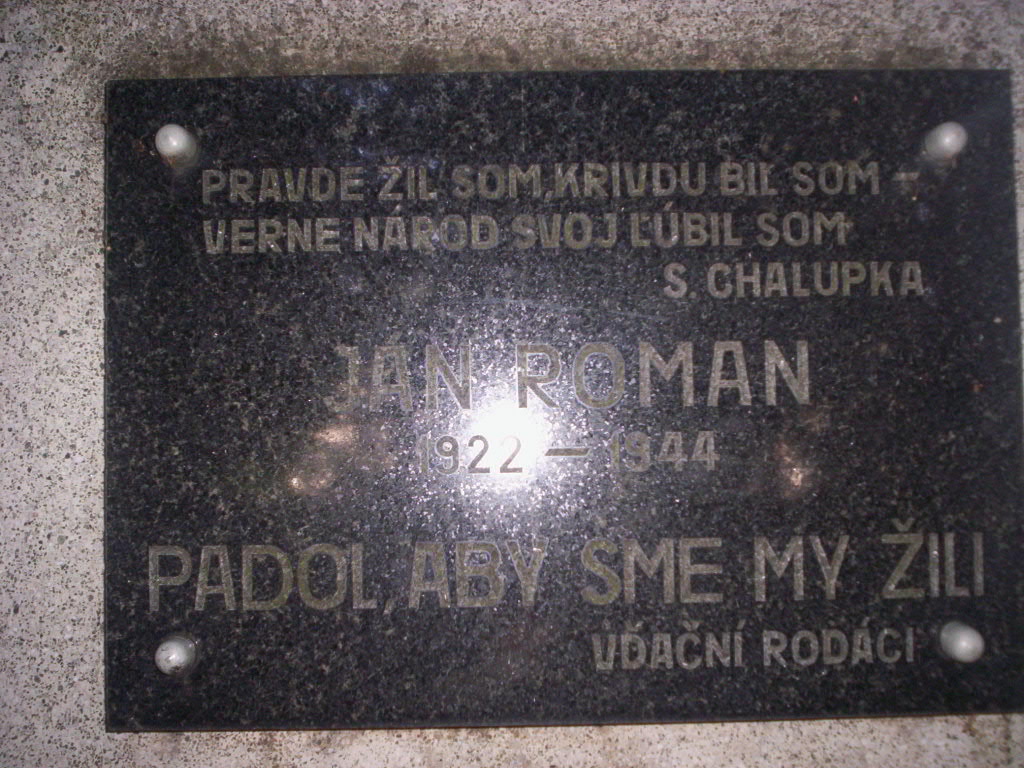 PRAVDE ŽIL SOM, KRIVDU BIL SOM –
VERNE NÁROD SVOJ ĽÚBIL SOM
S. CHALUPKA
JÁN ROMAN
1922 – 1944
PADOL, ABY SME MY ŽILI
VĎAČNÍ RODÁCI